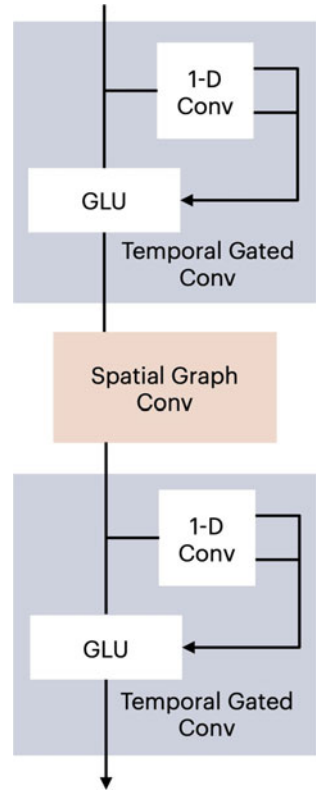 1-D
Conv
GLU
Temporal Gated
Conv
Spatial Graph
Conv
1-D
Conv
GLU
Temporal Gated
Conv